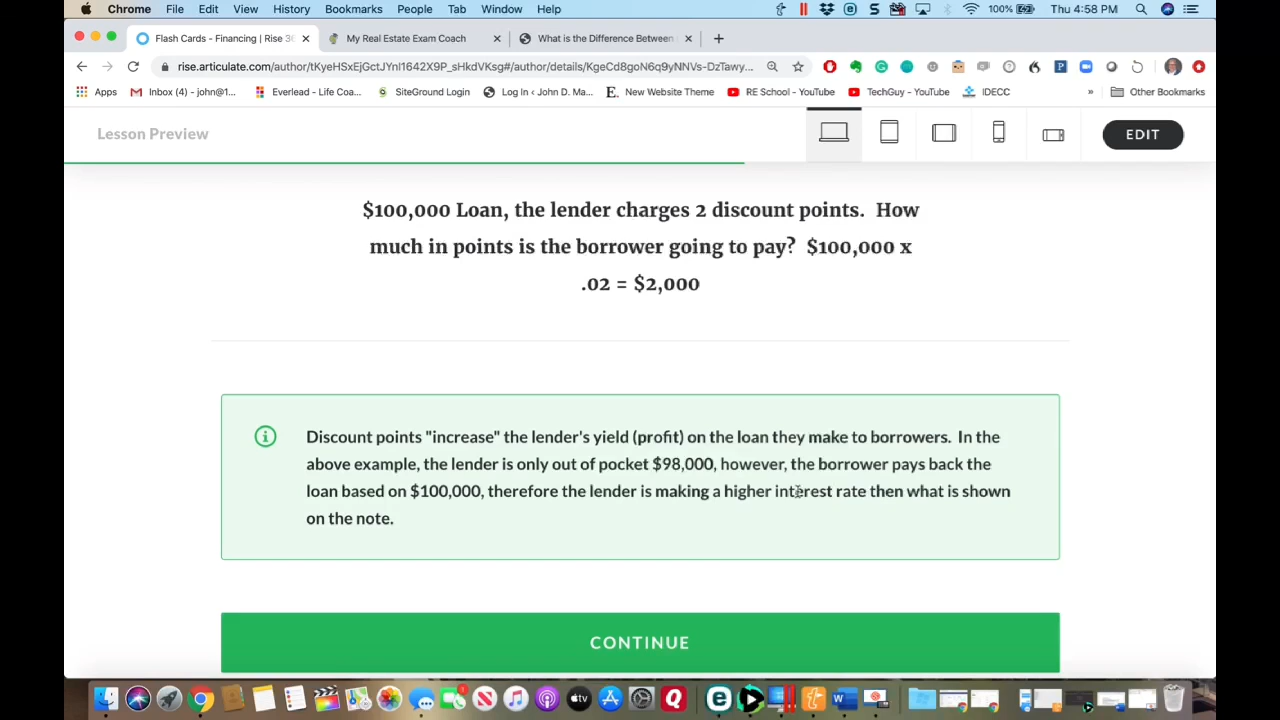 Chrome File Edit View History Bookmarks People Tab Window Help 100% Thu 4:58 PM
Flash Cards - Financing | Rise 36 My Real Estate Exam Coach What is the Difference Between
rise.articulate.com/author/tKyeHSxEjGctJYnl1642X9P_sHkdVKsg#/author/details/KgeCd8goN6q9yNNVs-DzTawy...
Apps Inbox (4) - john@1... Everlead - Life Coa... SiteGround Login Log In ‹ John D. Ma... New Website Theme RE School - YouTube TechGuy - YouTube IDECC » Other Bookmarks
Lesson Preview EDIT
$100,000 Loan, the lender charges 2 discount points. How
much in points is the borrower going to pay? $100,000 x
.02 = $2,000
Discount points "increase" the lender's yield (profit) on the loan they make to borrowers. In the
above example, the lender is only out of pocket $98,000, however, the borrower pays back the
loan based on $100,000, therefore the lender is making a higher interest rate then what is shown
on the note.
CONTINUE